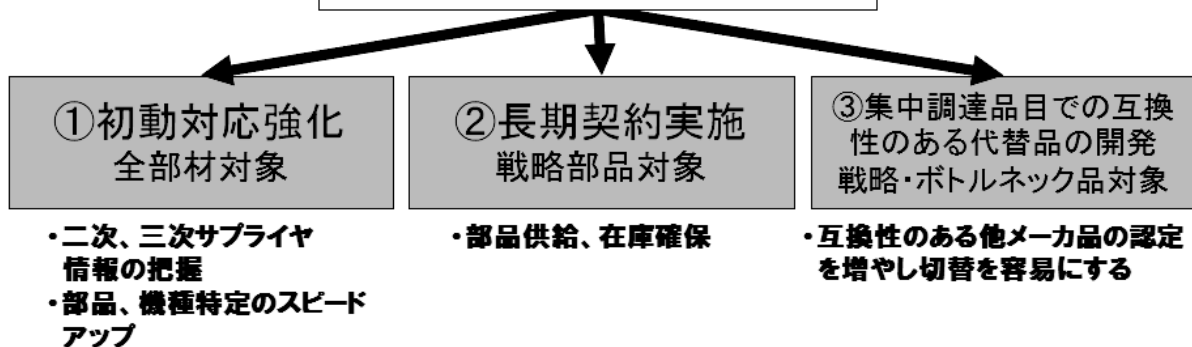 ①初動対応強化
全部材対象
②長期契約実施
戦略部品対象
③集中調達品目での互換
性のある代替品の開発
戦略・ボトルネック品対象
・二次、三次サプライヤ
情報の把握
・部品、機種特定のスピード
アップ
・部品供給、在庫確保
・互換性のある他メーカ品の認定
を増やし切替を容易にする